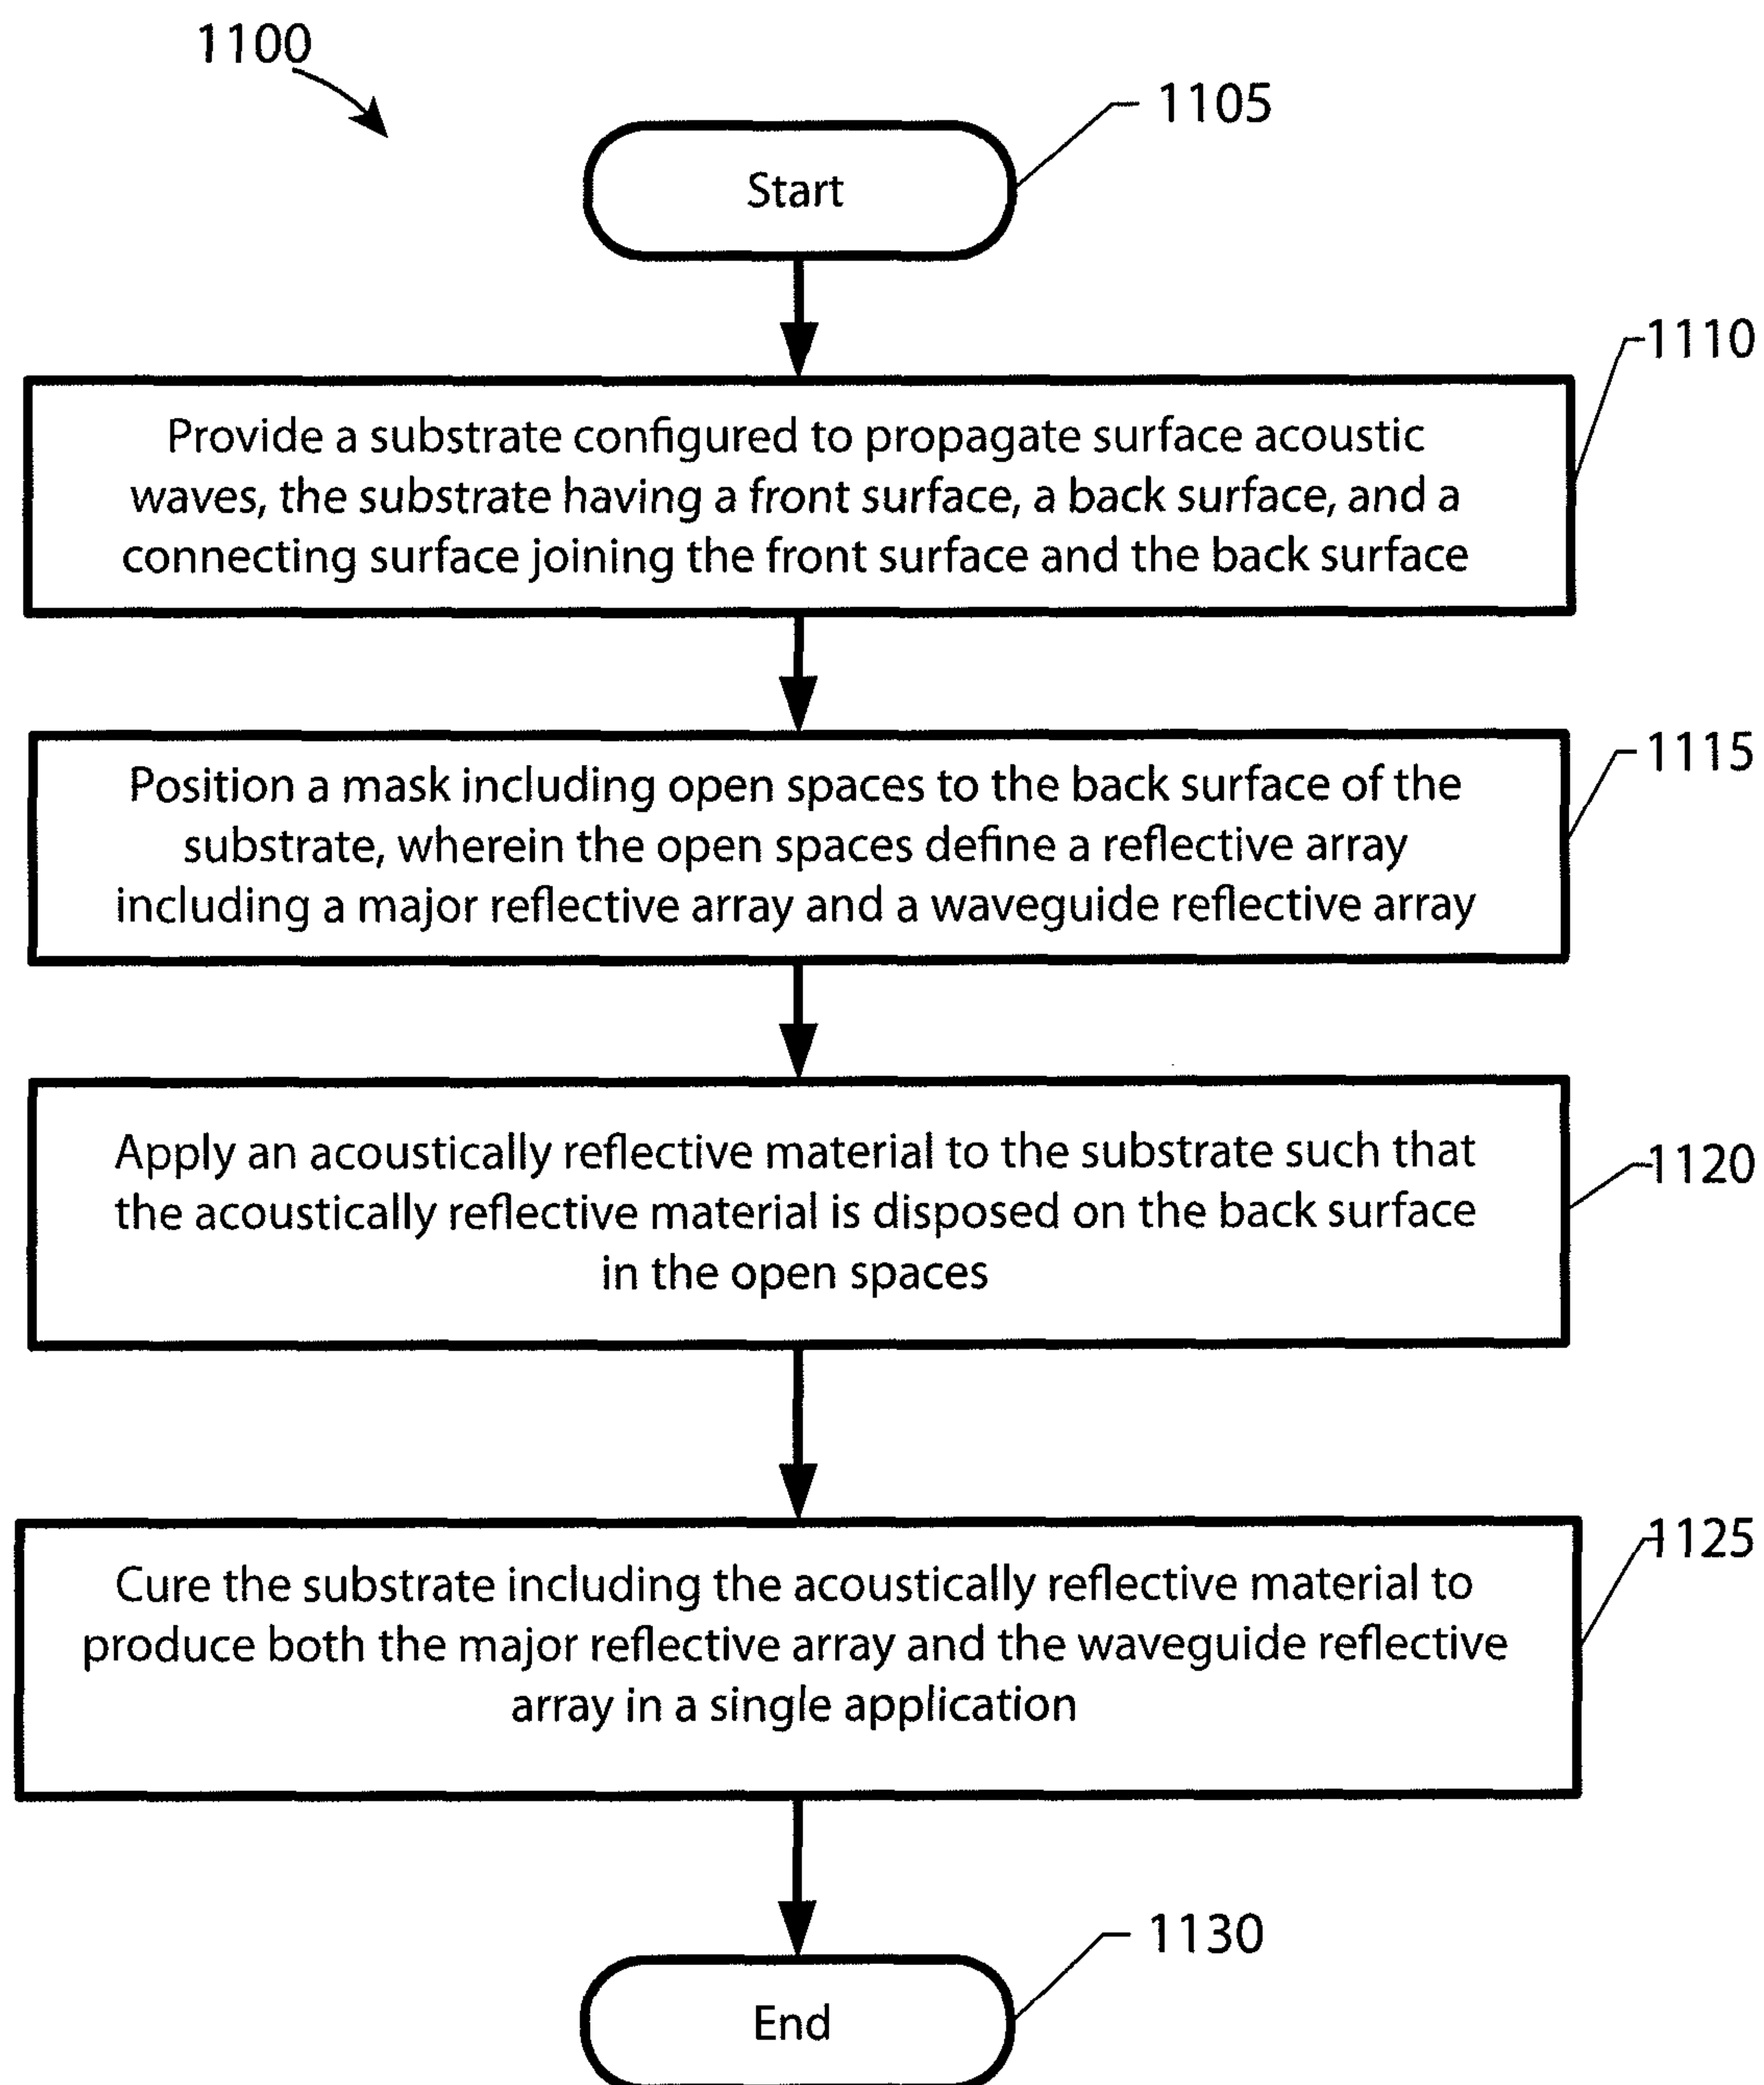 1100
1105
Start
1110
Provide a substrate configured to propagate surface acoustic
waves, the substrate having a front surface, a back surface, and a
connecting surface joining the front surface and the back surface
1115
Position a mask including open spaces to the back surface of the
substrate, wherein the open spaces define a reflective array
including a major reflective array and a waveguide reflective array
1120
Apply an acoustically reflective material to the substrate such that
the acoustically reflective material is disposed on the back surface
in the open spaces
1125
Cure the substrate including the acoustically reflective material to
produce both the major reflective array and the waveguide reflective
array in a single application
1130
End